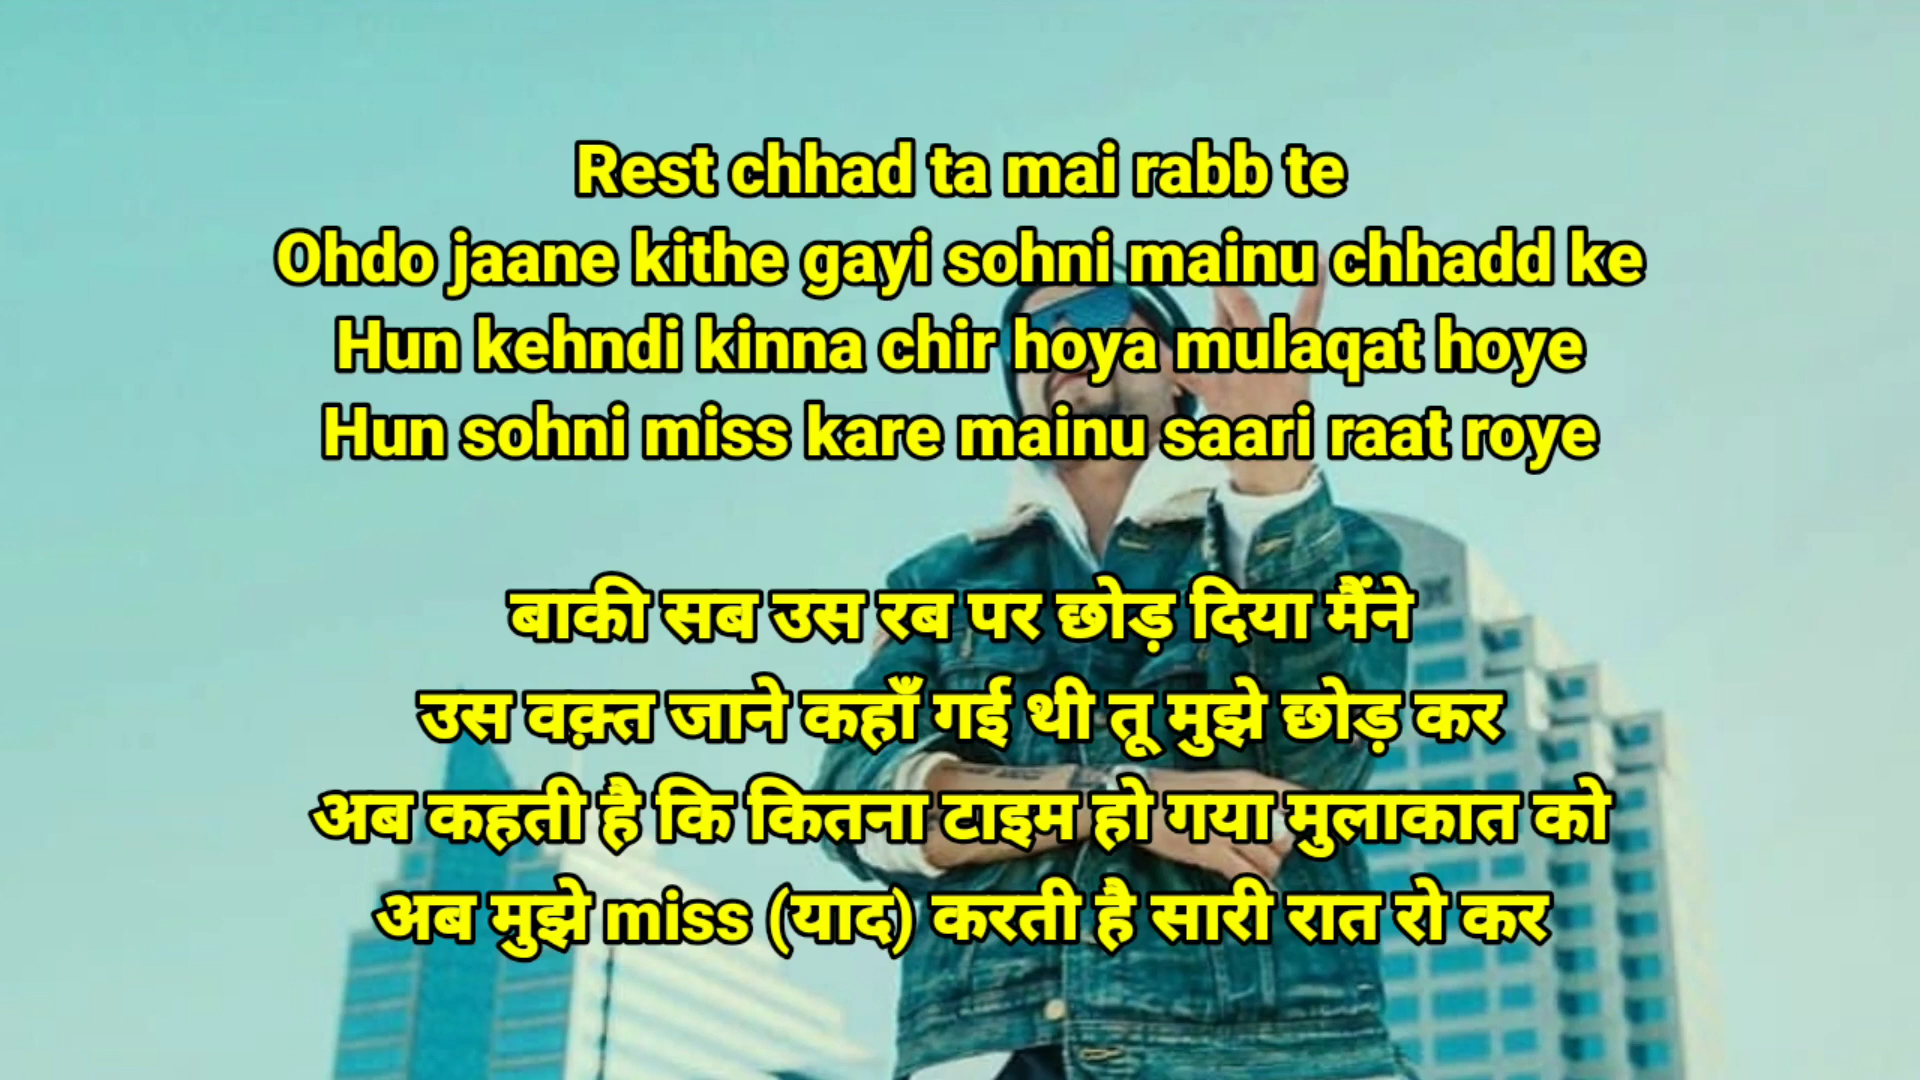 Rest chhad ta mai rabb te
Ohdo jaane kithe gayi sohni mainu chhadd ke
Hun kehndi kinna chir hoya mulaqat hoye
Hun sohni miss kare mainu saari raat roye
बाकी सब उस रब पर छोड़ दिया मैंने
उस वक़्त जाने कहाँ गई थी तू मुझे छोड़ कर
अब कहती है कि कितना टाइम हो गया मुलाकात को
अब मुझे miss (याद) करती है सारी रात रो कर